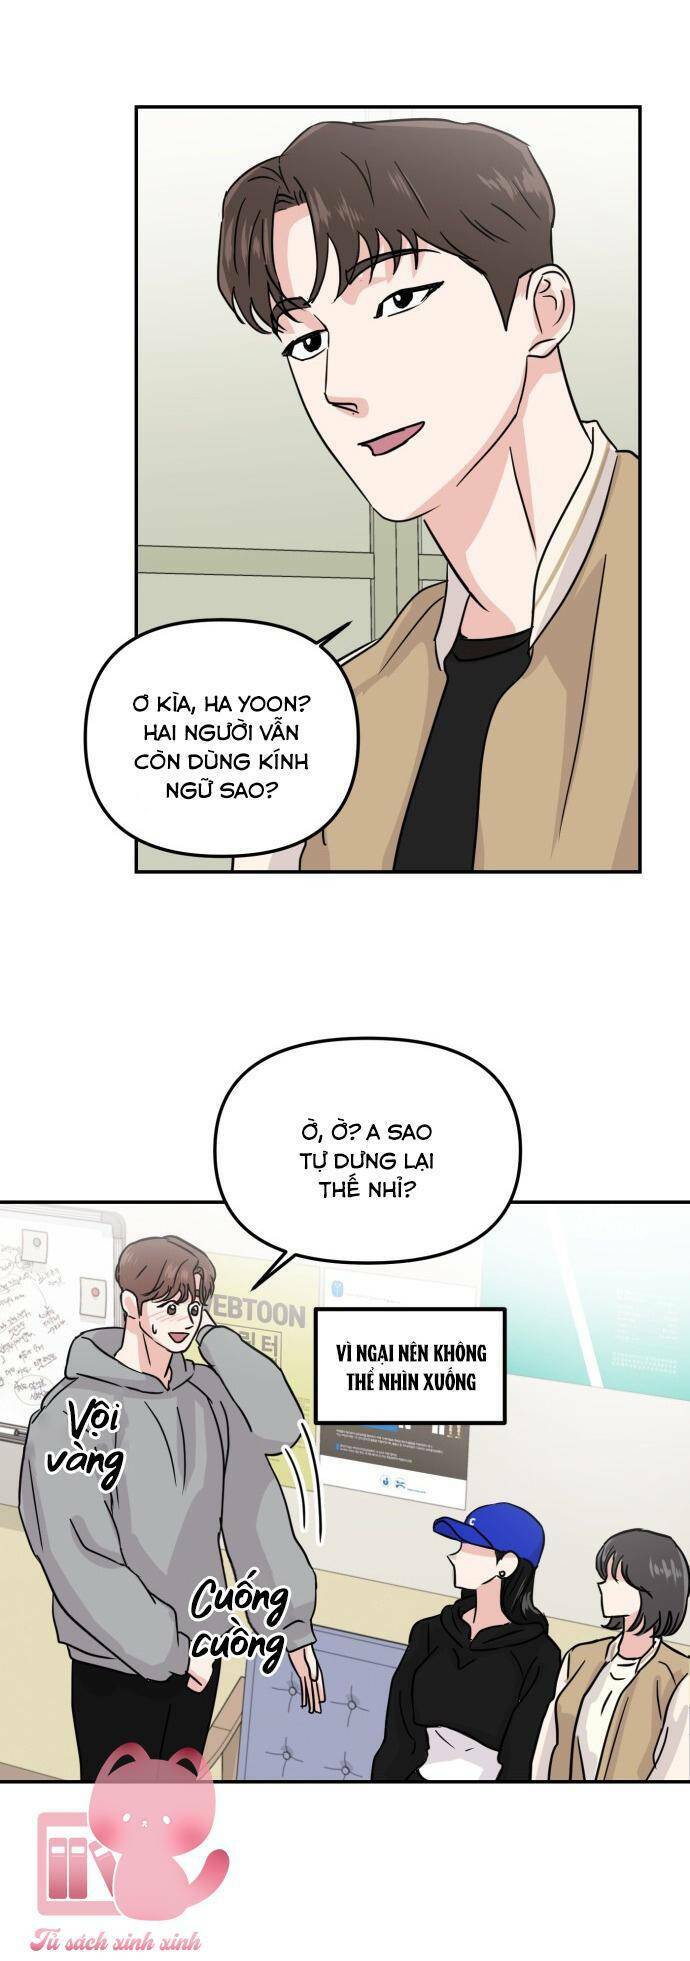 Ơ KÌA, HA YOON?
HAI NGƯỜI VẪN
CÒN DÙNG KÍNH
NGỮ SAO?
Ờ, Ờ? A SAO
TỰ DƯNG LẠI
THẾ NHỈ?
WEBTOON
VÌ NGẠI NÊN KHÔNG
THỂ NHÌN XUỐNG
Vội
vàng
C
Cuống
cuồng
Tủ sách xinh xinh